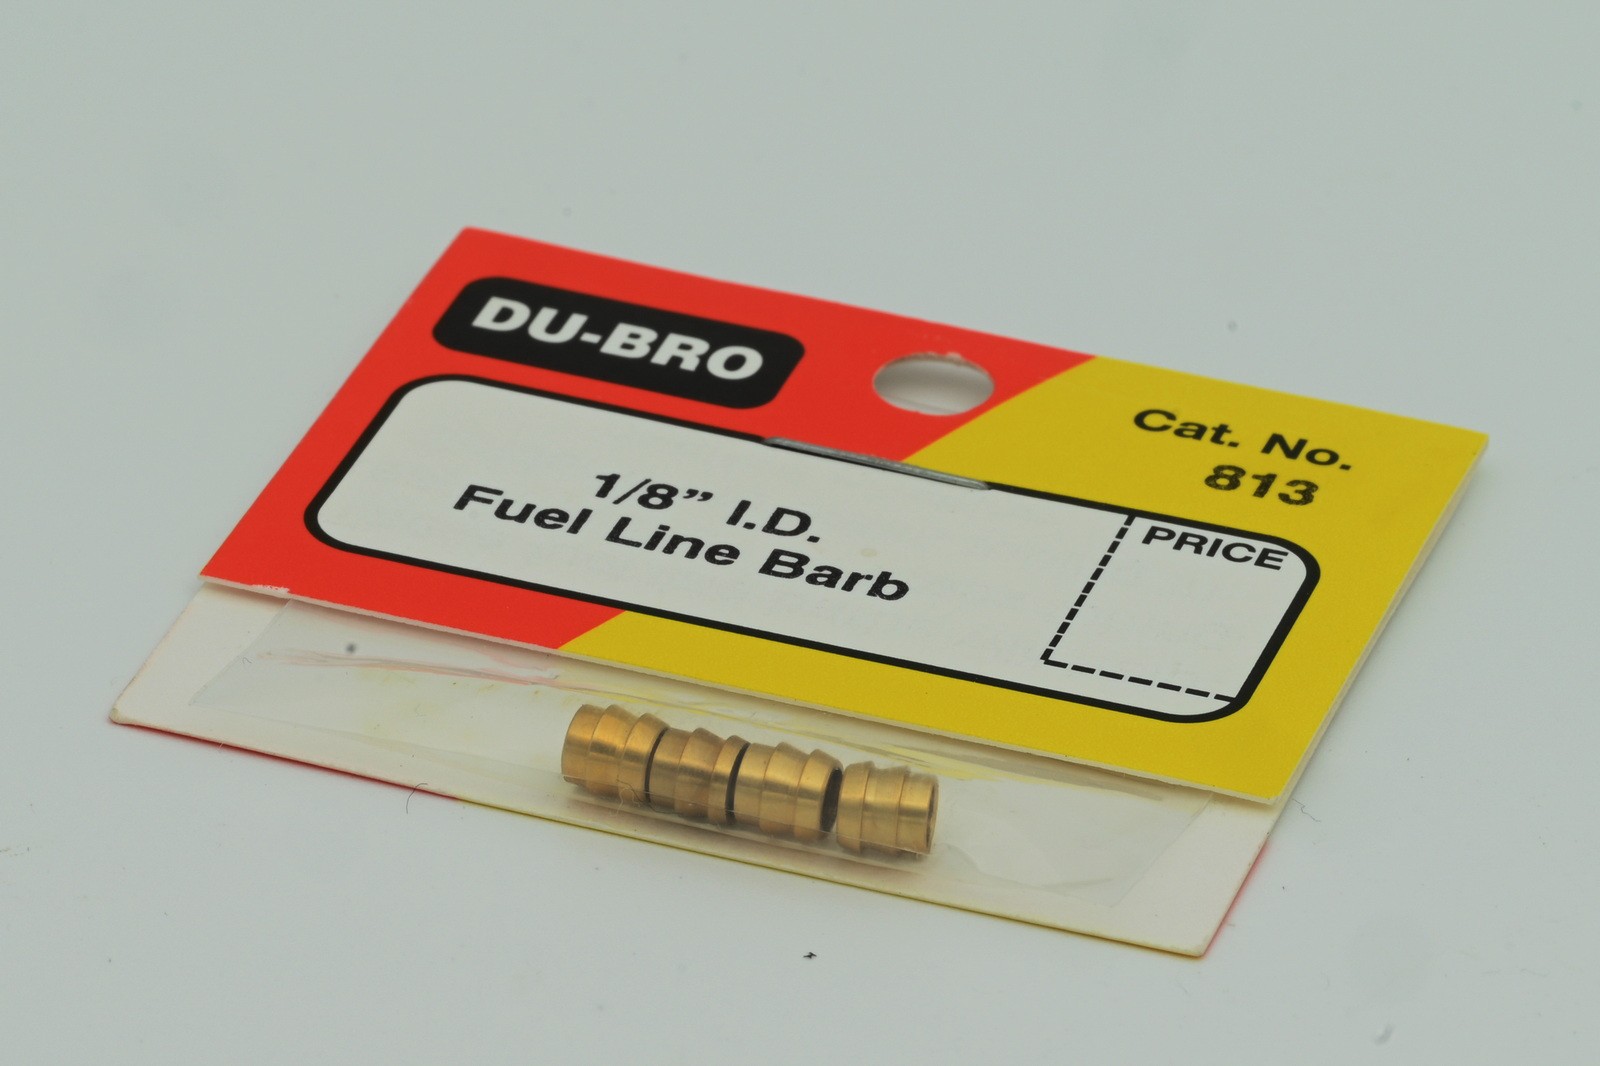 DU-BRO
Cat. No.
813
1/8” I.D.
Fuel Line Barb
PRICE